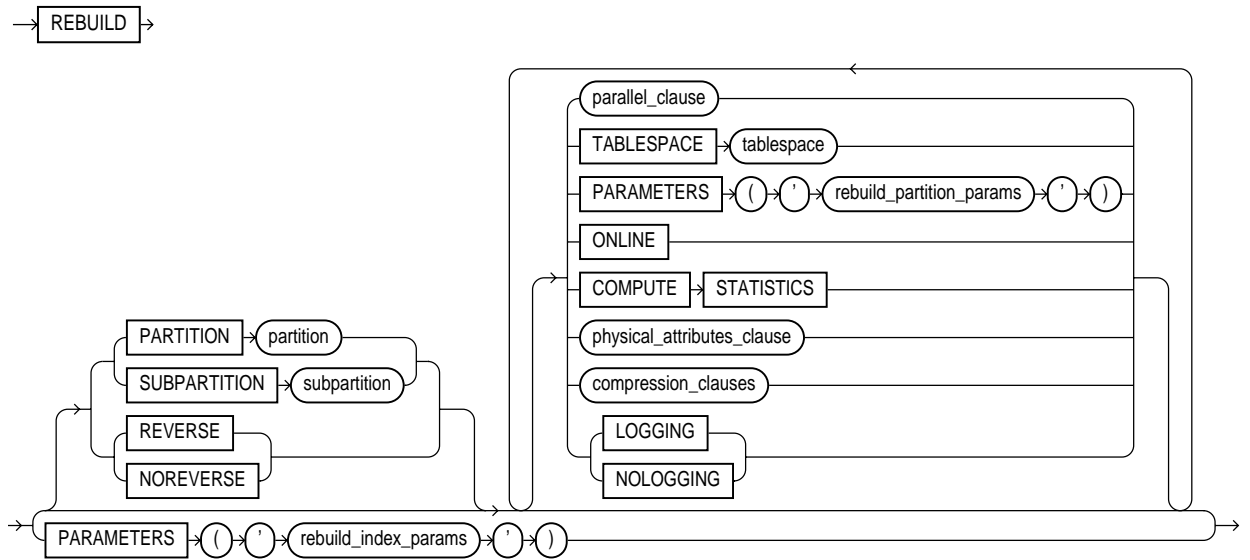 REBUILD
parallel_clause
TABLESPACE tablespace
PARAMETERS ( ' rebuild_partition_params ' )
ONLINE
COMPUTE STATISTICS
PARTITION partition
physical_attributes_clause
SUBPARTITION subpartition
compression_clauses
REVERSE
LOGGING
NOREVERSE
NOLOGGING
PARAMETERS ( ' rebuild_index_params ' )